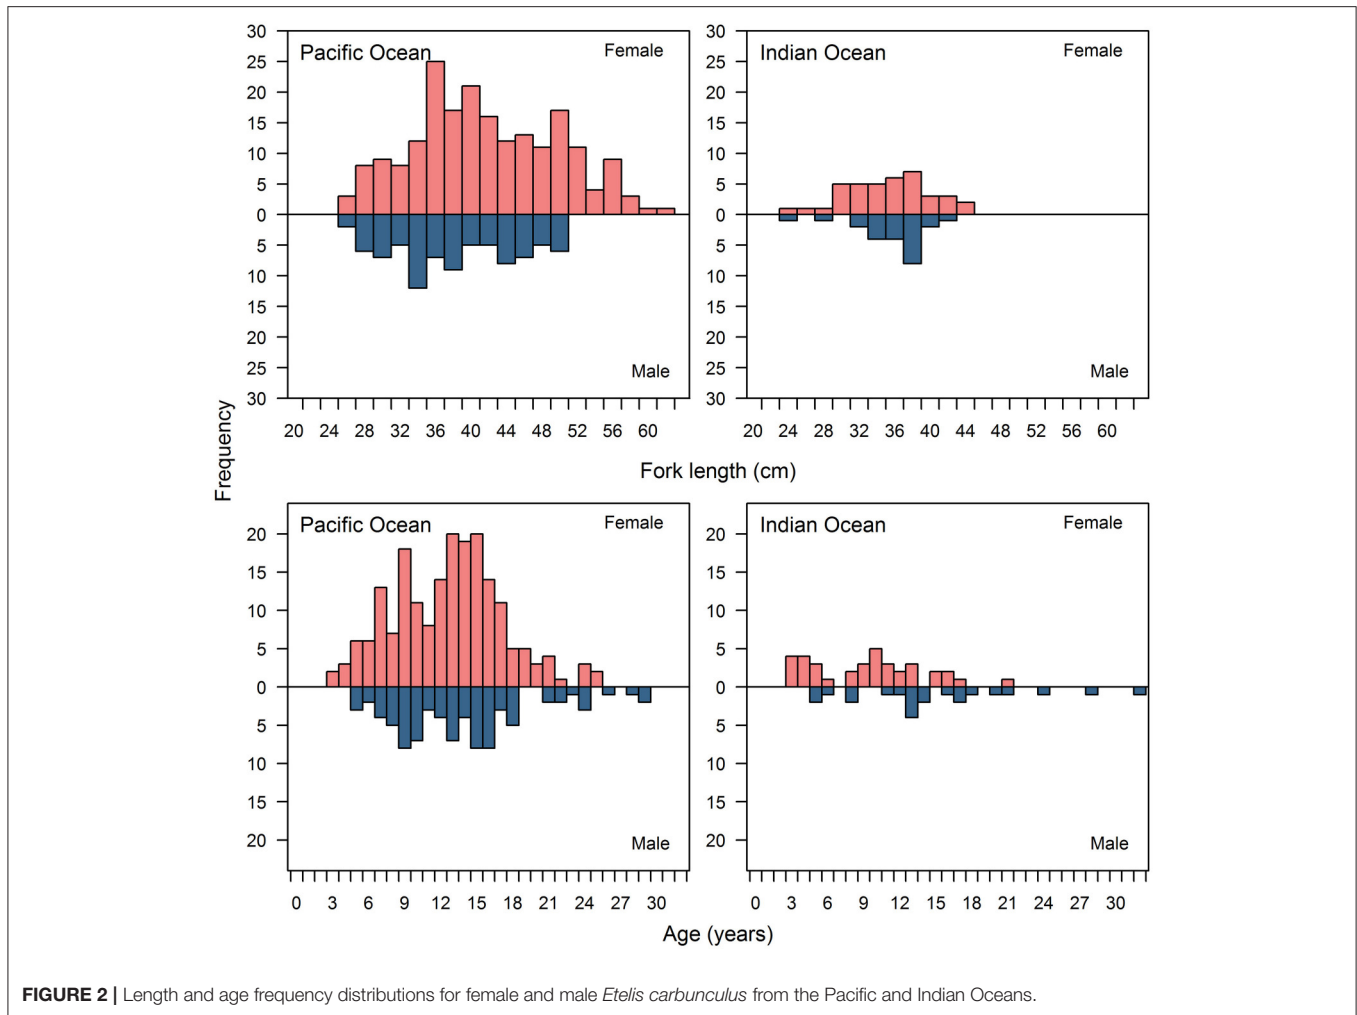 Pacific Ocean
Female
30
25
20
15
10
5
0
5
10
15
20
25
30
Male
20 24 28 32 36 40 44 48 52 60
Indian Ocean
Female
30
25
20
15
10
5
0
5
10
15
20
25
30
Male
20 24 28 32 36 40 44 48 52 56 60
Frequency
Fork length (cm)
Pacific Ocean
Female
20
15
10
5
0
5
10
15
20
Male
0 3 6 9 12 15 18 21 24 27 30
Indian Ocean
Female
20
15
10
5
0
5
10
15
20
Male
0 3 6 9 12 15 18 21 24 27 30
Age (years)
FIGURE 2 | Length and age frequency distributions for female and male Etelis carbunculus from the Pacific and Indian Oceans.